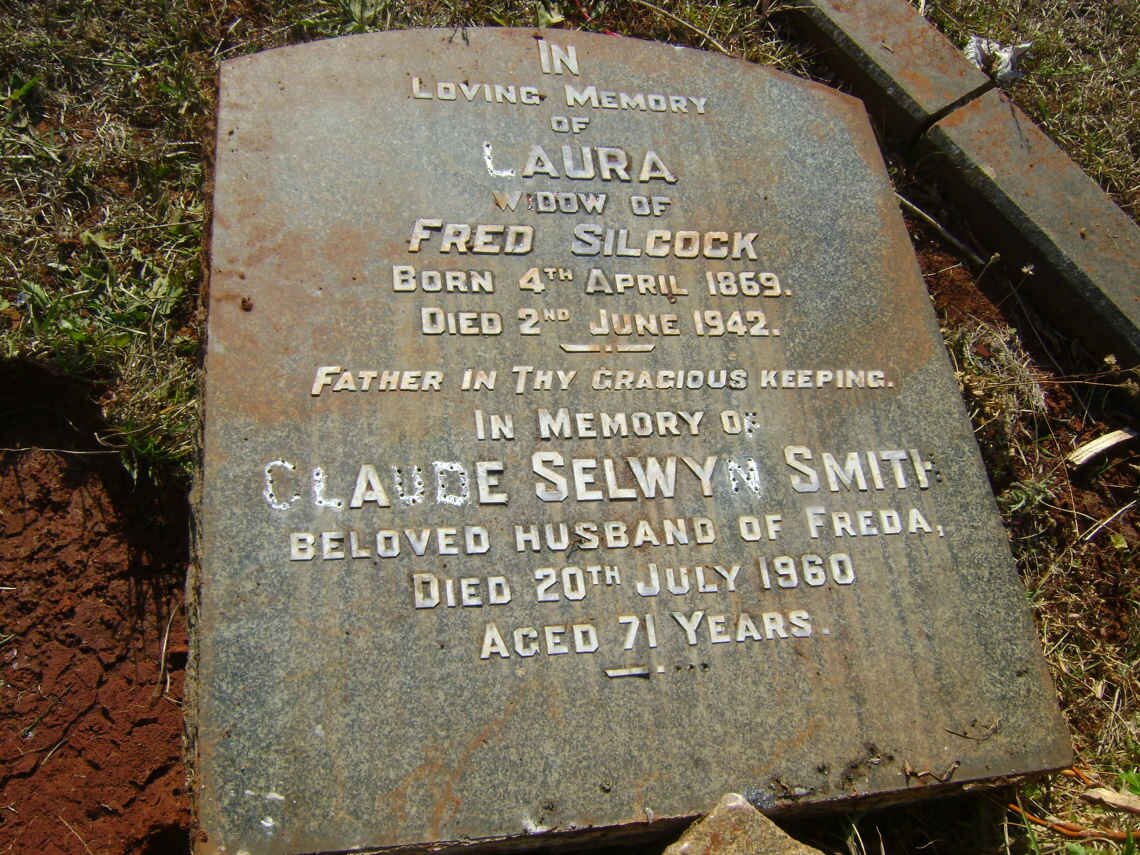 IN
LOVING MEMORY
OF
LAURA
WIDOW OF
FRED SILCOCK
BORN 4TH APRIL 1869.
DIED 2ND JUNE 1942.
FATHER IN THY GRACIOUS KEEPING.
IN MEMORY OF
CLAUDE SELWYN SMITH
BELOVED HUSBAND OF FREDA,
DIED 20TH JULY 1960
AGED 71 YEARS.